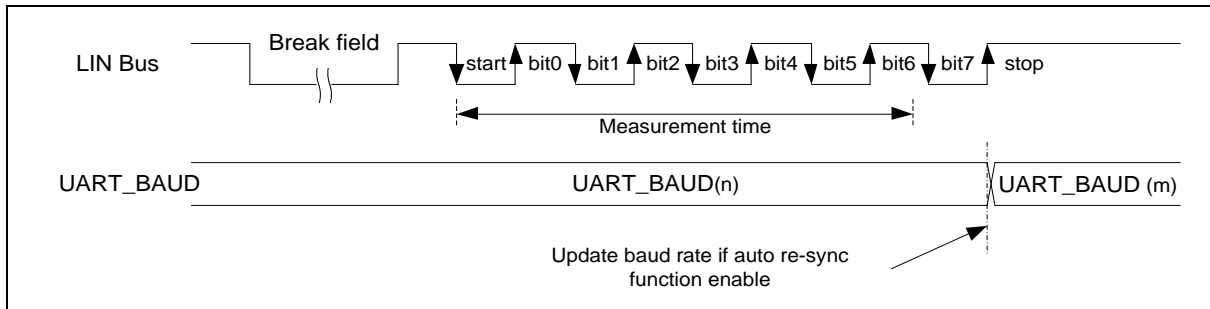 LIN Bus
Break field
start bit0 bit1 bit2 bit3 bit4 bit5 bit6 bit7 stop
Measurement time
UART_BAUD
UART_BAUD(n)
UART_BAUD (m)
Update baud rate if auto re-sync
function enable